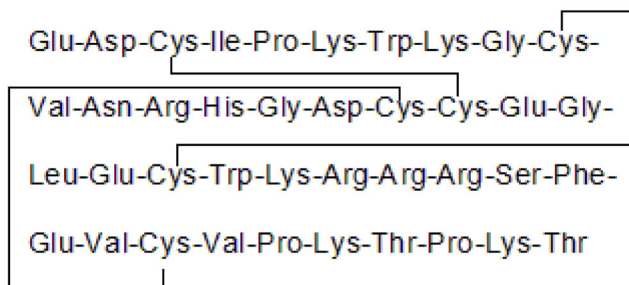 Glu-Asp-Cys-Ile-Pro-Lys-Trp-Lys-Gly-Cys-
Val-Asn-Arg-His-Gly-Asp-Cys-Cys-Glu-Gly-
Leu-Glu-Cys-Trp-Lys-Arg-Arg-Arg-Ser-Phe-
Glu-Val-Cys-Val-Pro-Lys-Thr-Pro-Lys-Thr